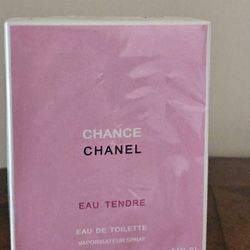 CHANCE
CHANEL
EAU TENDRE
EAU DE TOILETTE
VAPORISATEUR SPRAY